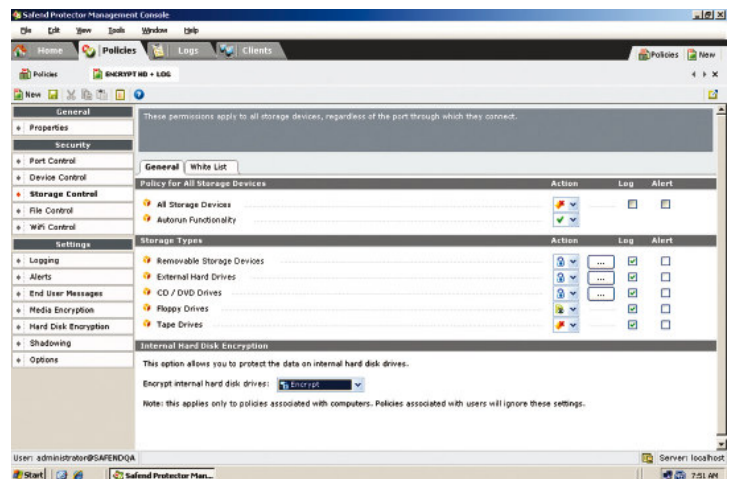 Safend Protector Management Console
File Edit View Tools Window Help
Home Policies Logs Clients Policies New
Policies ENCRYPT HD + LOG
New
General
Properties
Security
Port Control
Device Control
Storage Control
File Control
WiFi Control
Settings
Logging
Alerts
End User Messages
Media Encryption
Hard Disk Encryption
Shadowing
Options
These permissions apply to all storage devices, regardless of the port through which they connect.
General White List
Policy for All Storage Devices Action Log Alert
All Storage Devices
Autorun Functionality
Storage Types Action Log Alert
Removable Storage Devices ...
External Hard Drives ...
CD / DVD Drives ...
Floppy Drives
Tape Drives
Internal Hard Disk Encryption
This option allows you to protect the data on internal hard disk drives.
Encrypt internal hard disk drives: Encrypt
Note: this applies only to policies associated with computers. Policies associated with users will ignore these settings.
User: administrator@SAFENDQA Server: localhost
Start Safend Protector Man... 7:51 AM